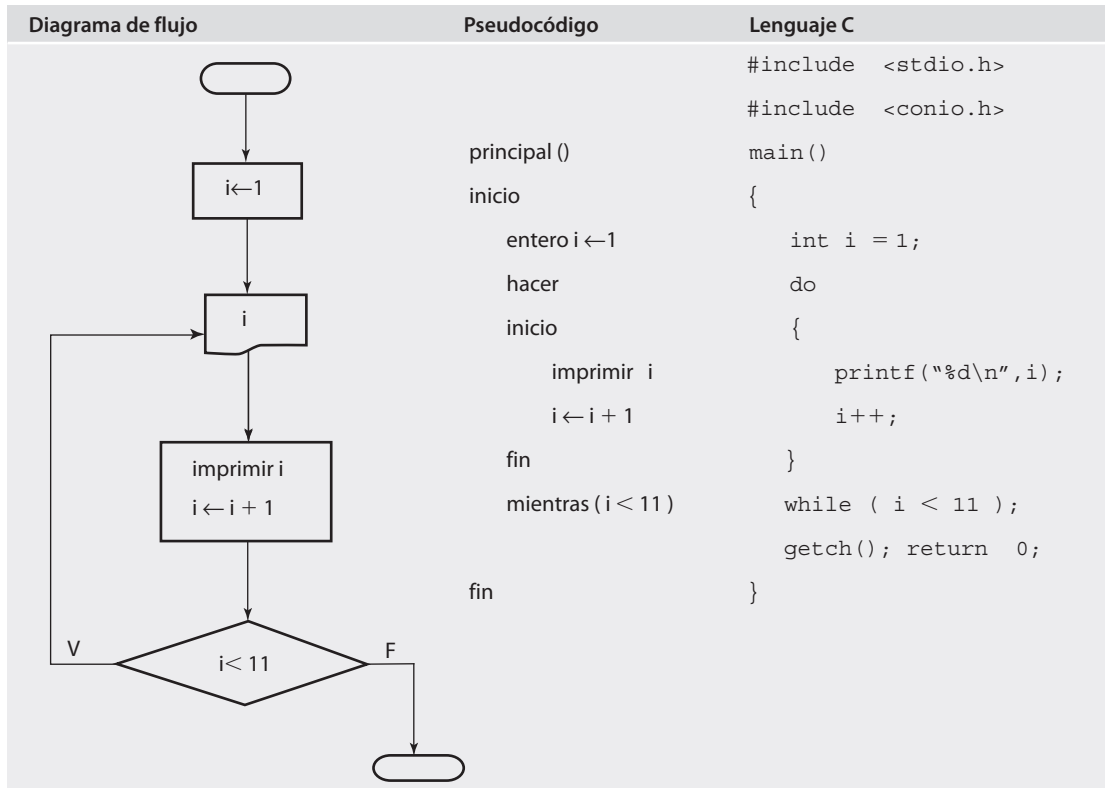 Diagrama de flujo
i←1
i
imprimir i
i ← i + 1
i< 11
V
F
Pseudocódigo
principal ()
inicio
entero i ←1
hacer
inicio
imprimir i
i ← i + 1
fin
mientras ( i < 11 )
fin
Lenguaje C
#include <stdio.h>
#include <conio.h>
main()
{
int i = 1;
do
{
printf(“%d\n”,i);
i++;
}
while ( i < 11 );
getch(); return 0;
}